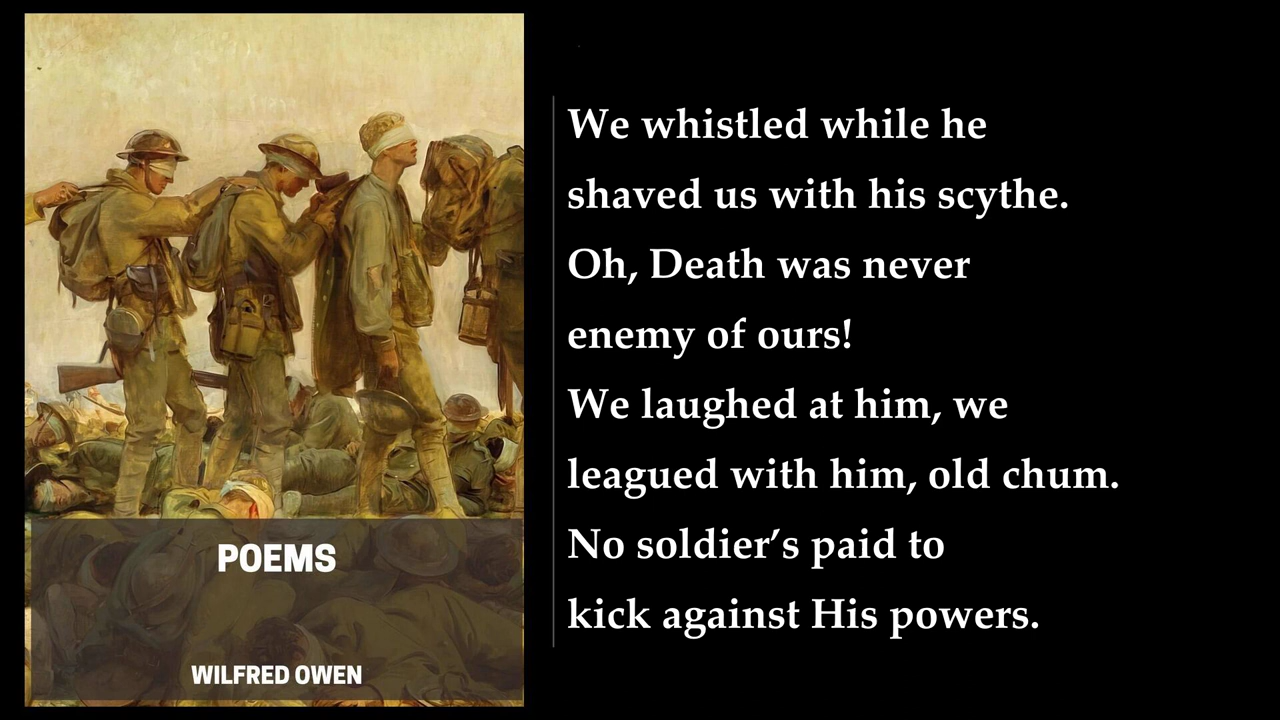 We whistled while he
shaved us with his scythe.
Oh, Death was never
enemy of ours!
We laughed at him, we
leagued with him, old chum.
No soldier’s paid to
kick against His powers.
POEMS
WILFRED OWEN